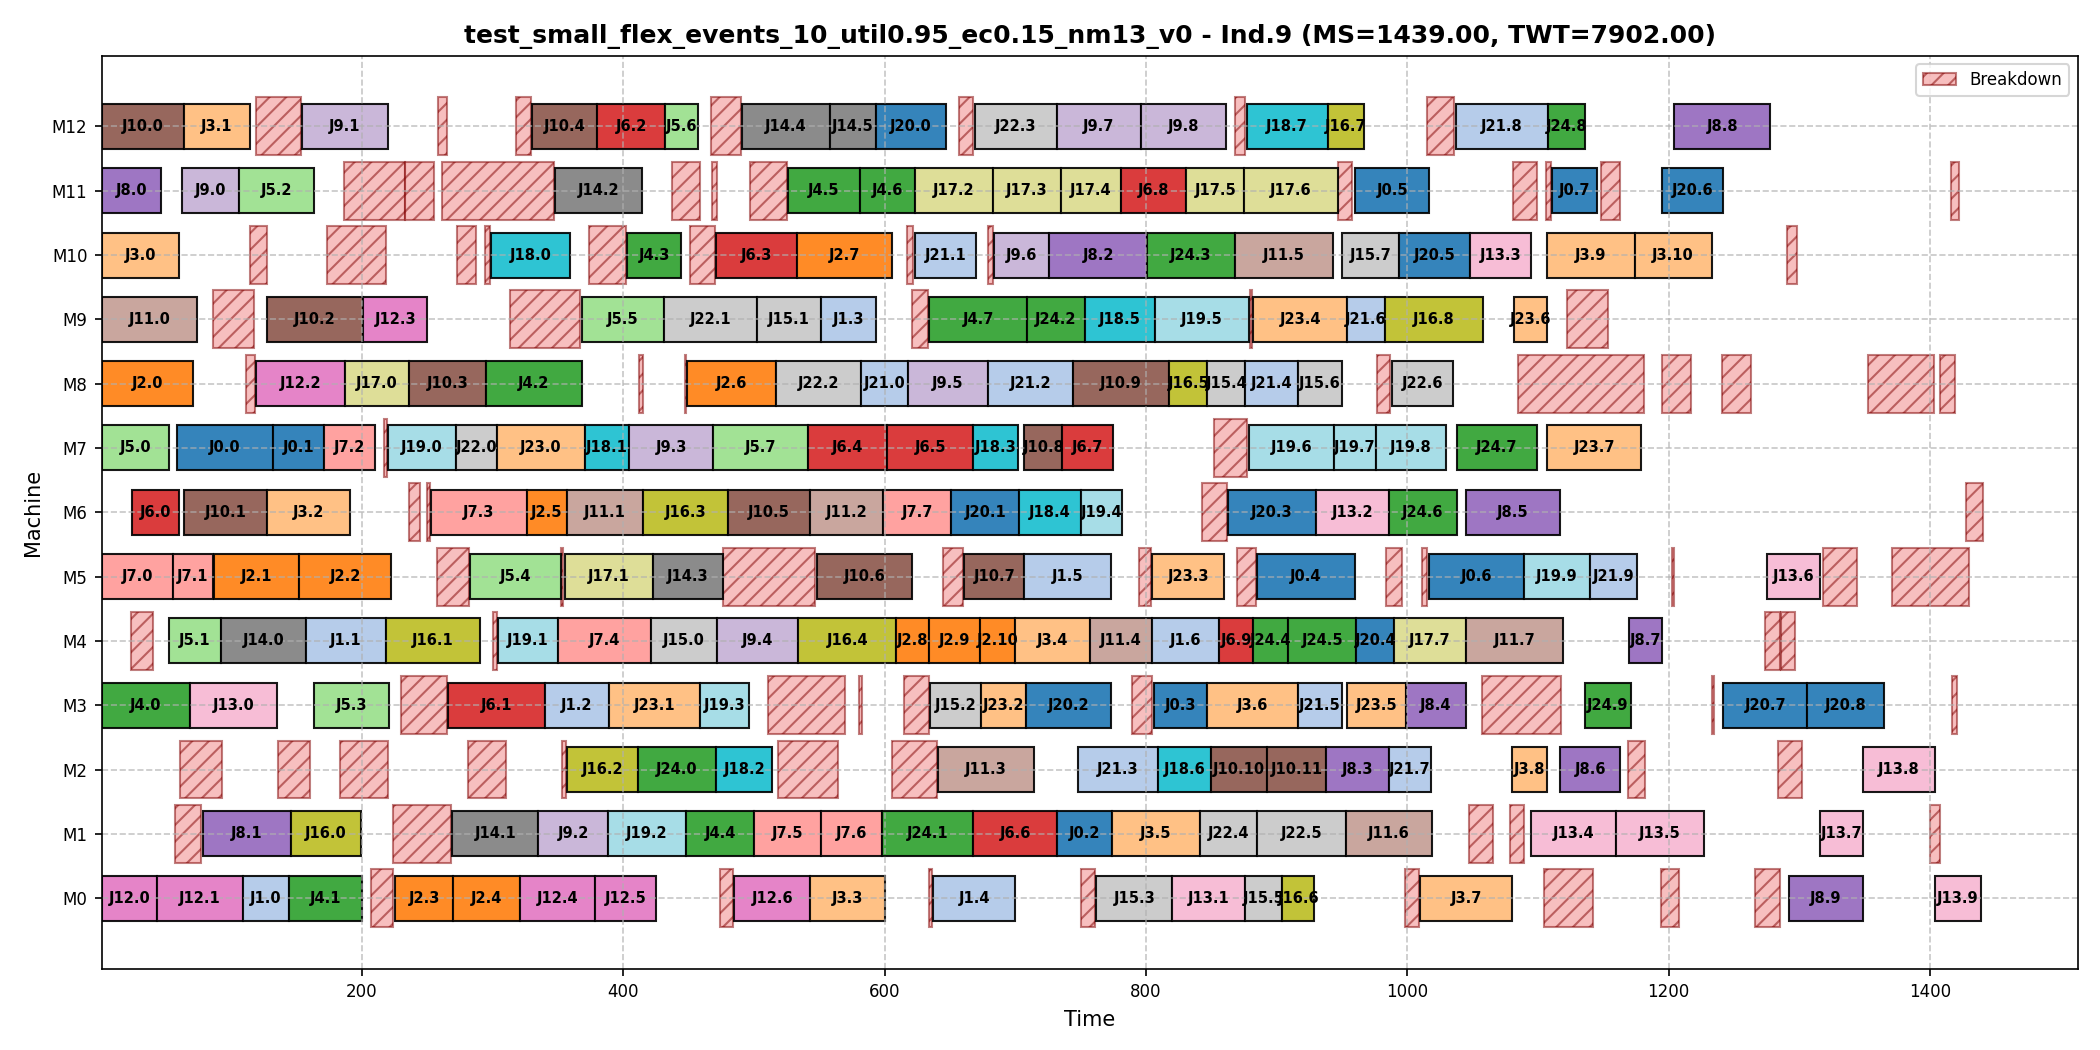 test_small_flex_events_10_util0.95_ec0.15_nm13_v0 - Ind.9 (MS=1439.00, TWT=7902.00)
Breakdown
M12 J10.0 J3.1 J9.1 J10.4 J6.2 J5.6 J14.4 J14.5 J20.0 J22.3 J9.7 J9.8 J18.7 J16.7 J21.8 J24.8 J8.8
M11 J8.0 J9.0 J5.2 J14.2 J4.5 J4.6 J17.2 J17.3 J17.4 J6.8 J17.5 J17.6 J0.5 J0.7 J20.6
M10 J3.0 J18.0 J4.3 J6.3 J2.7 J21.1 J9.6 J8.2 J24.3 J11.5 J15.7 J20.5 J13.3 J3.9 J3.10
M9 J11.0 J10.2 J12.3 J5.5 J22.1 J15.1 J1.3 J4.7 J24.2 J18.5 J19.5 J23.4 J21.6 J16.8 J23.6
M8 J2.0 J12.2 J17.0 J10.3 J4.2 J2.6 J22.2 J21.0 J9.5 J21.2 J10.9 J16.5 J15.4 J21.4 J15.6 J22.6
M7 J5.0 J0.0 J0.1 J7.2 J19.0 J22.0 J23.0 J18.1 J9.3 J5.7 J6.4 J6.5 J18.3 J10.8 J6.7 J19.6 J19.7 J19.8 J24.7 J23.7
M6 J6.0 J10.1 J3.2 J7.3 J2.5 J11.1 J16.3 J10.5 J11.2 J7.7 J20.1 J18.4 J19.4 J20.3 J13.2 J24.6 J8.5
M5 J7.0 J7.1 J2.1 J2.2 J5.4 J17.1 J14.3 J10.6 J10.7 J1.5 J23.3 J0.4 J0.6 J19.9 J21.9 J13.6
M4 J5.1 J14.0 J1.1 J16.1 J19.1 J7.4 J15.0 J9.4 J16.4 J2.8 J2.9 J2.10 J3.4 J11.4 J1.6 J6.9 J24.4 J24.5 J20.4 J17.7 J11.7 J8.7
M3 J4.0 J13.0 J5.3 J6.1 J1.2 J23.1 J19.3 J15.2 J23.2 J20.2 J0.3 J3.6 J21.5 J23.5 J8.4 J24.9 J20.7 J20.8
M2 J16.2 J24.0 J18.2 J11.3 J21.3 J18.6 J10.10 J10.11 J8.3 J21.7 J3.8 J8.6 J13.8
M1 J8.1 J16.0 J14.1 J9.2 J19.2 J4.4 J7.5 J7.6 J24.1 J6.6 J0.2 J3.5 J22.4 J22.5 J11.6 J13.4 J13.5 J13.7
M0 J12.0 J12.1 J1.0 J4.1 J2.3 J2.4 J12.4 J12.5 J12.6 J3.3 J1.4 J15.3 J13.1 J15.5 J16.6 J3.7 J8.9 J13.9
200 400 600 800 1000 1200 1400
Time
Machine